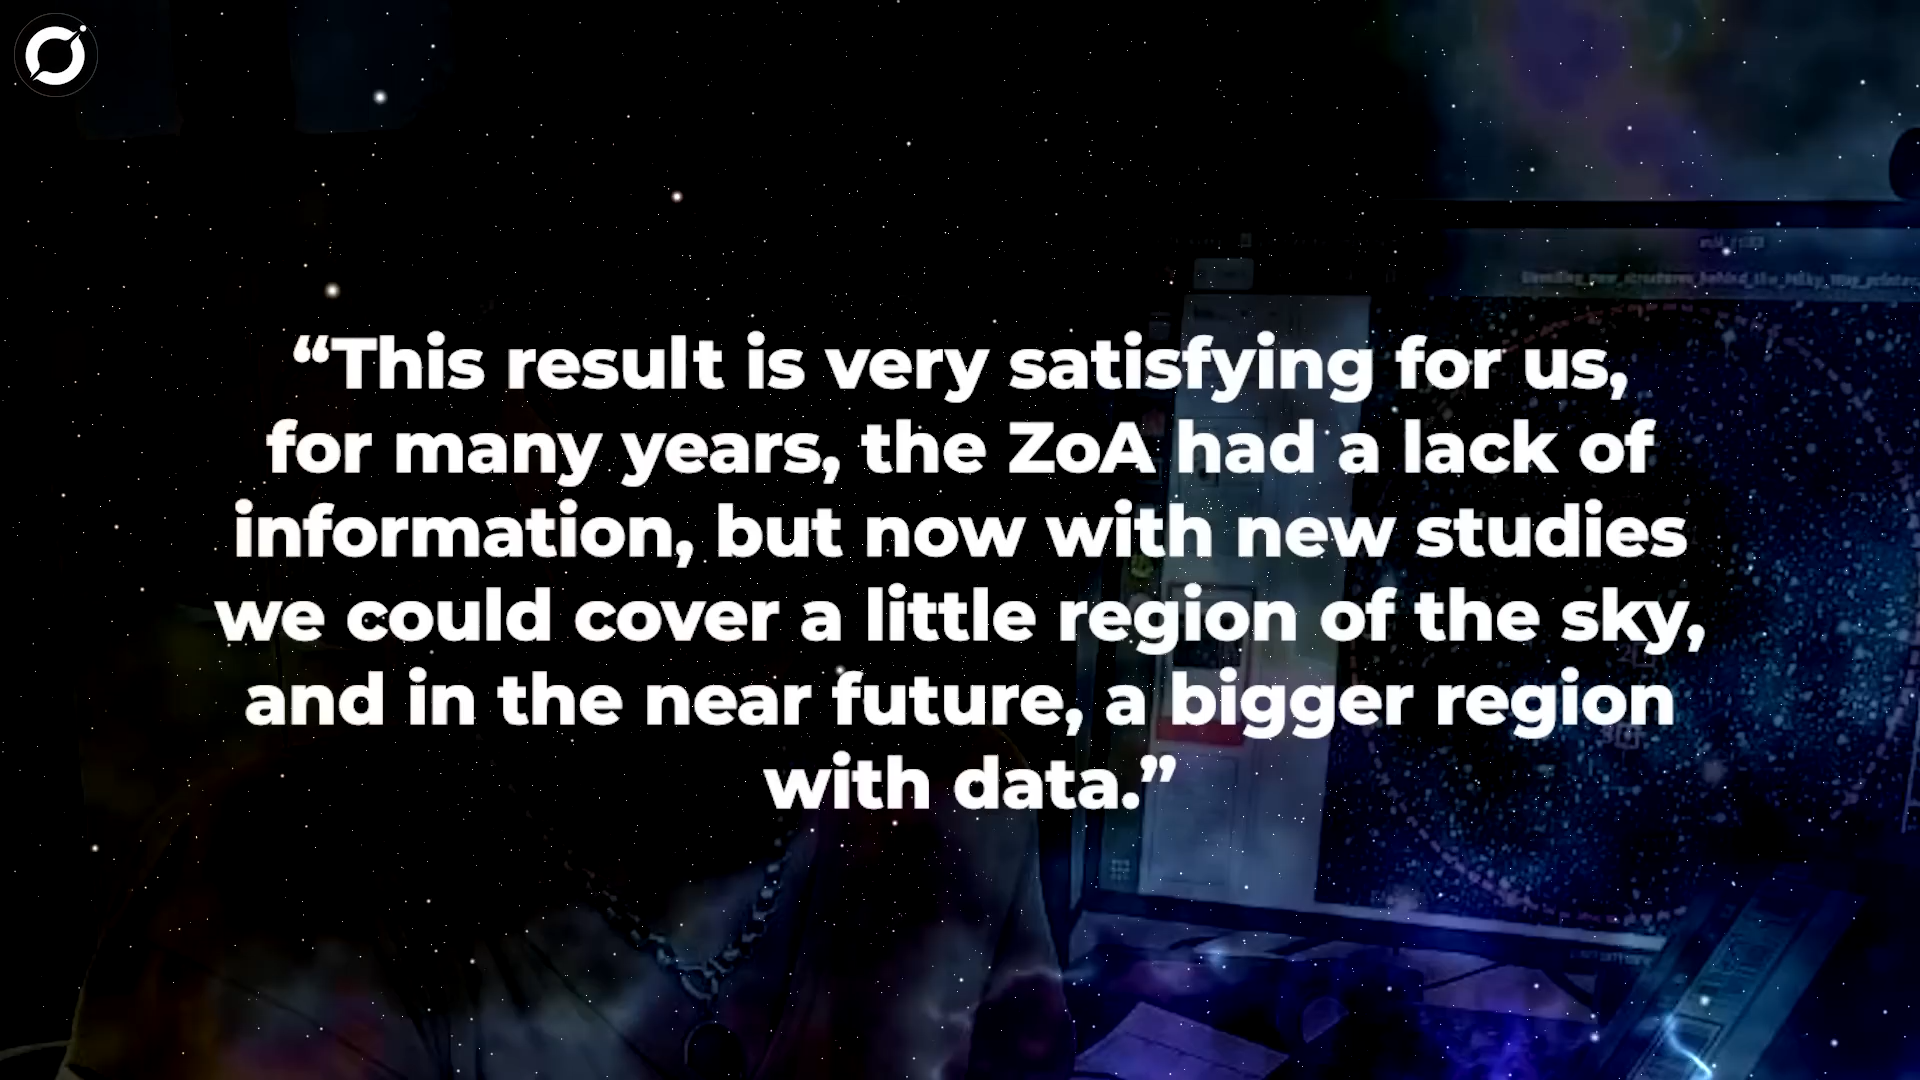 “This result is very satisfying for us,
for many years, the ZoA had a lack of
information, but now with new studies
we could cover a little region of the sky,
and in the near future, a bigger region
with data.”